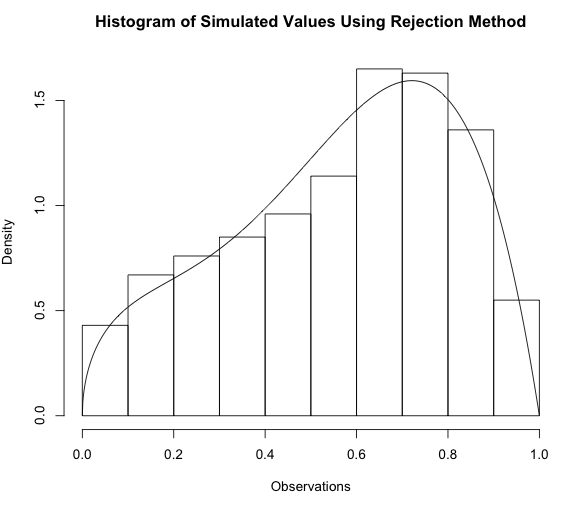 Histogram of Simulated Values Using Rejection Method
1.5
1.0
0.5
0.0
Density
0.0 0.2 0.4 0.6 0.8 1.0
Observations